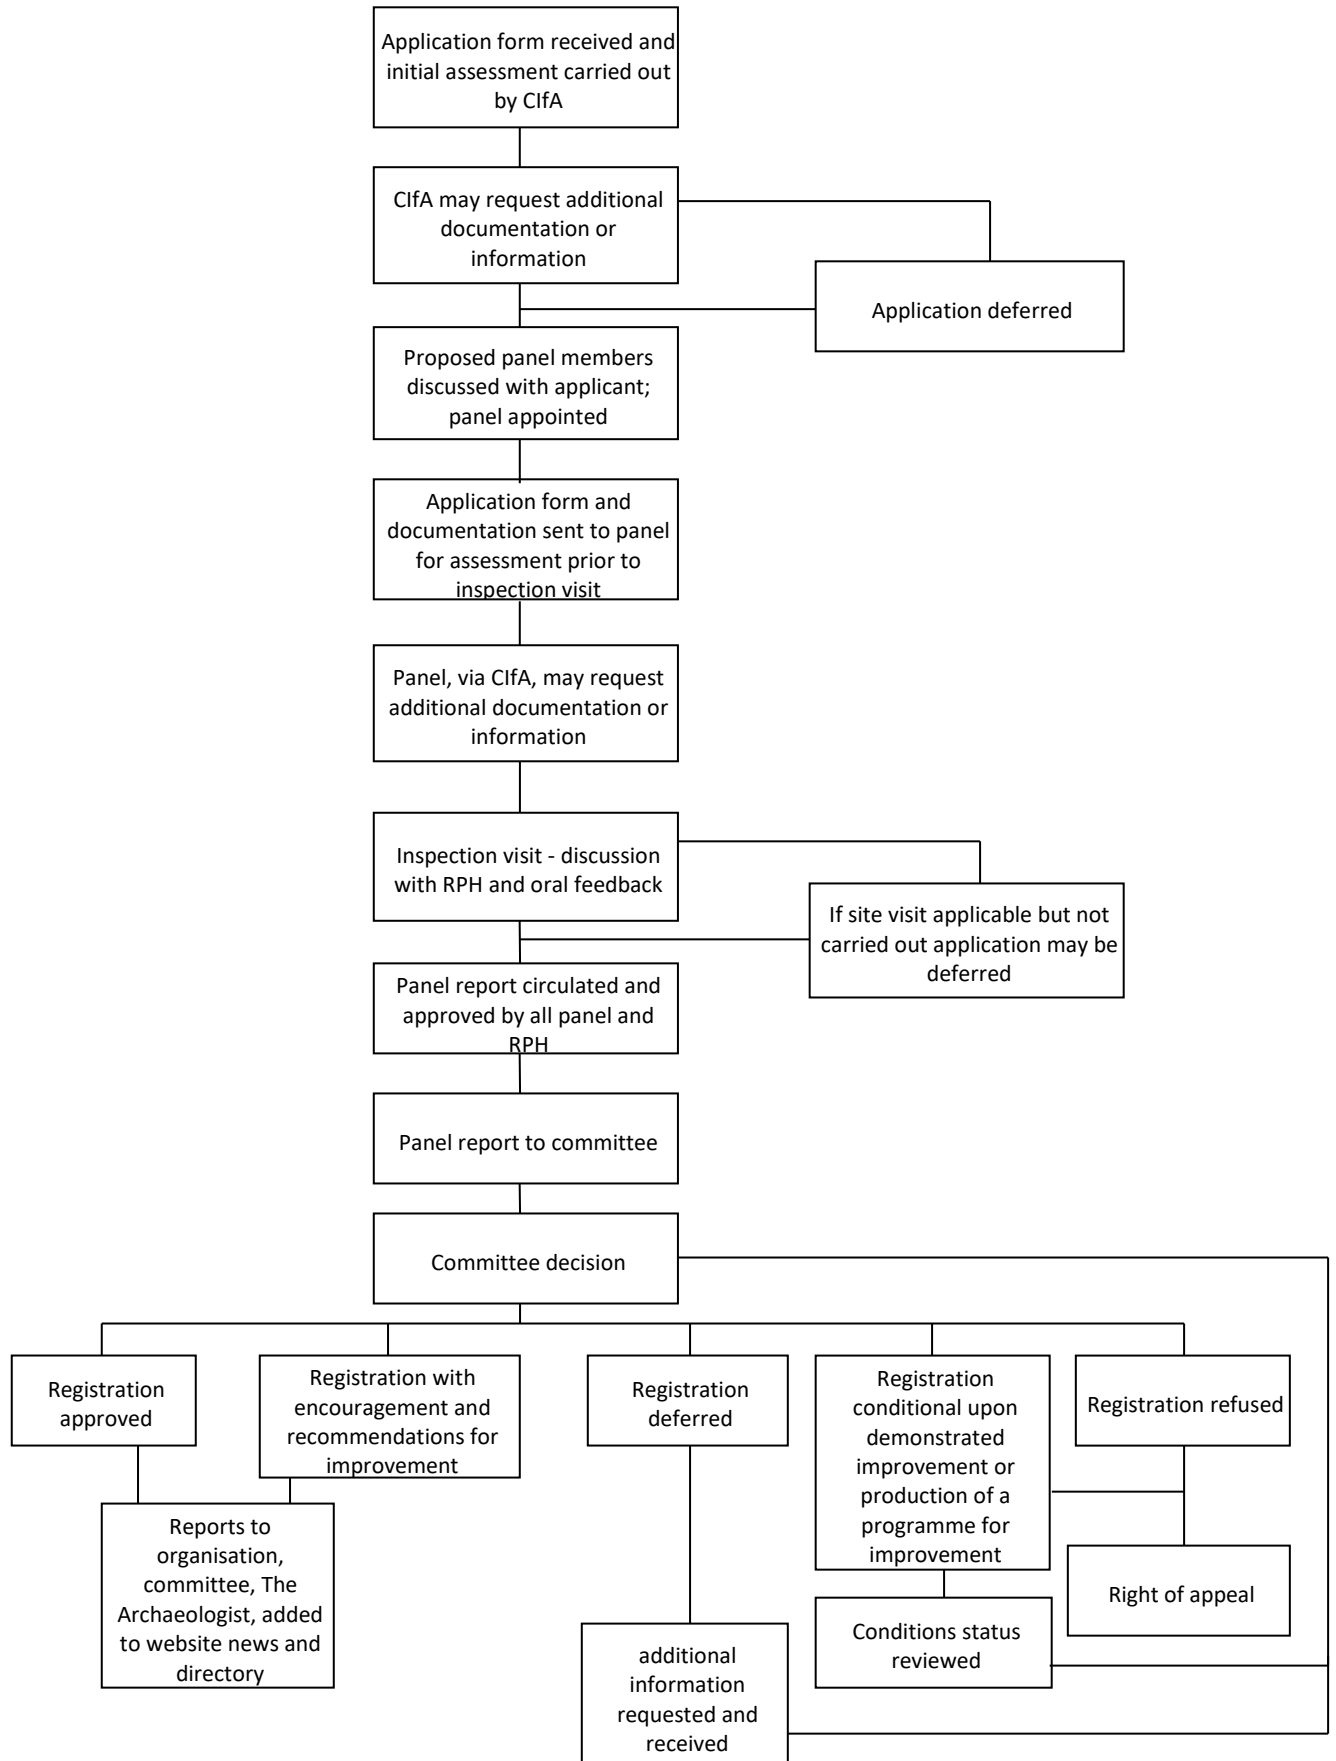 Application form received and
initial assessment carried out
by CIfA
CIfA may request additional
documentation or
information
Application deferred
Proposed panel members
discussed with applicant;
panel appointed
Application form and
documentation sent to panel
for assessment prior to
inspection visit
Panel, via CIfA, may request
additional documentation or
information
Inspection visit - discussion
with RPH and oral feedback
If site visit applicable but not
carried out application may be
deferred
Panel report circulated and
approved by all panel and
RPH
Panel report to committee
Committee decision
Registration
approved
Registration with
encouragement and
recommendations for
improvement
Registration
deferred
Registration
conditional upon
demonstrated
improvement or
production of a
programme for
improvement
Registration refused
Reports to
organisation,
committee, The
Archaeologist, added
to website news and
directory
Right of appeal
Conditions status
reviewed
additional
information
requested and
received